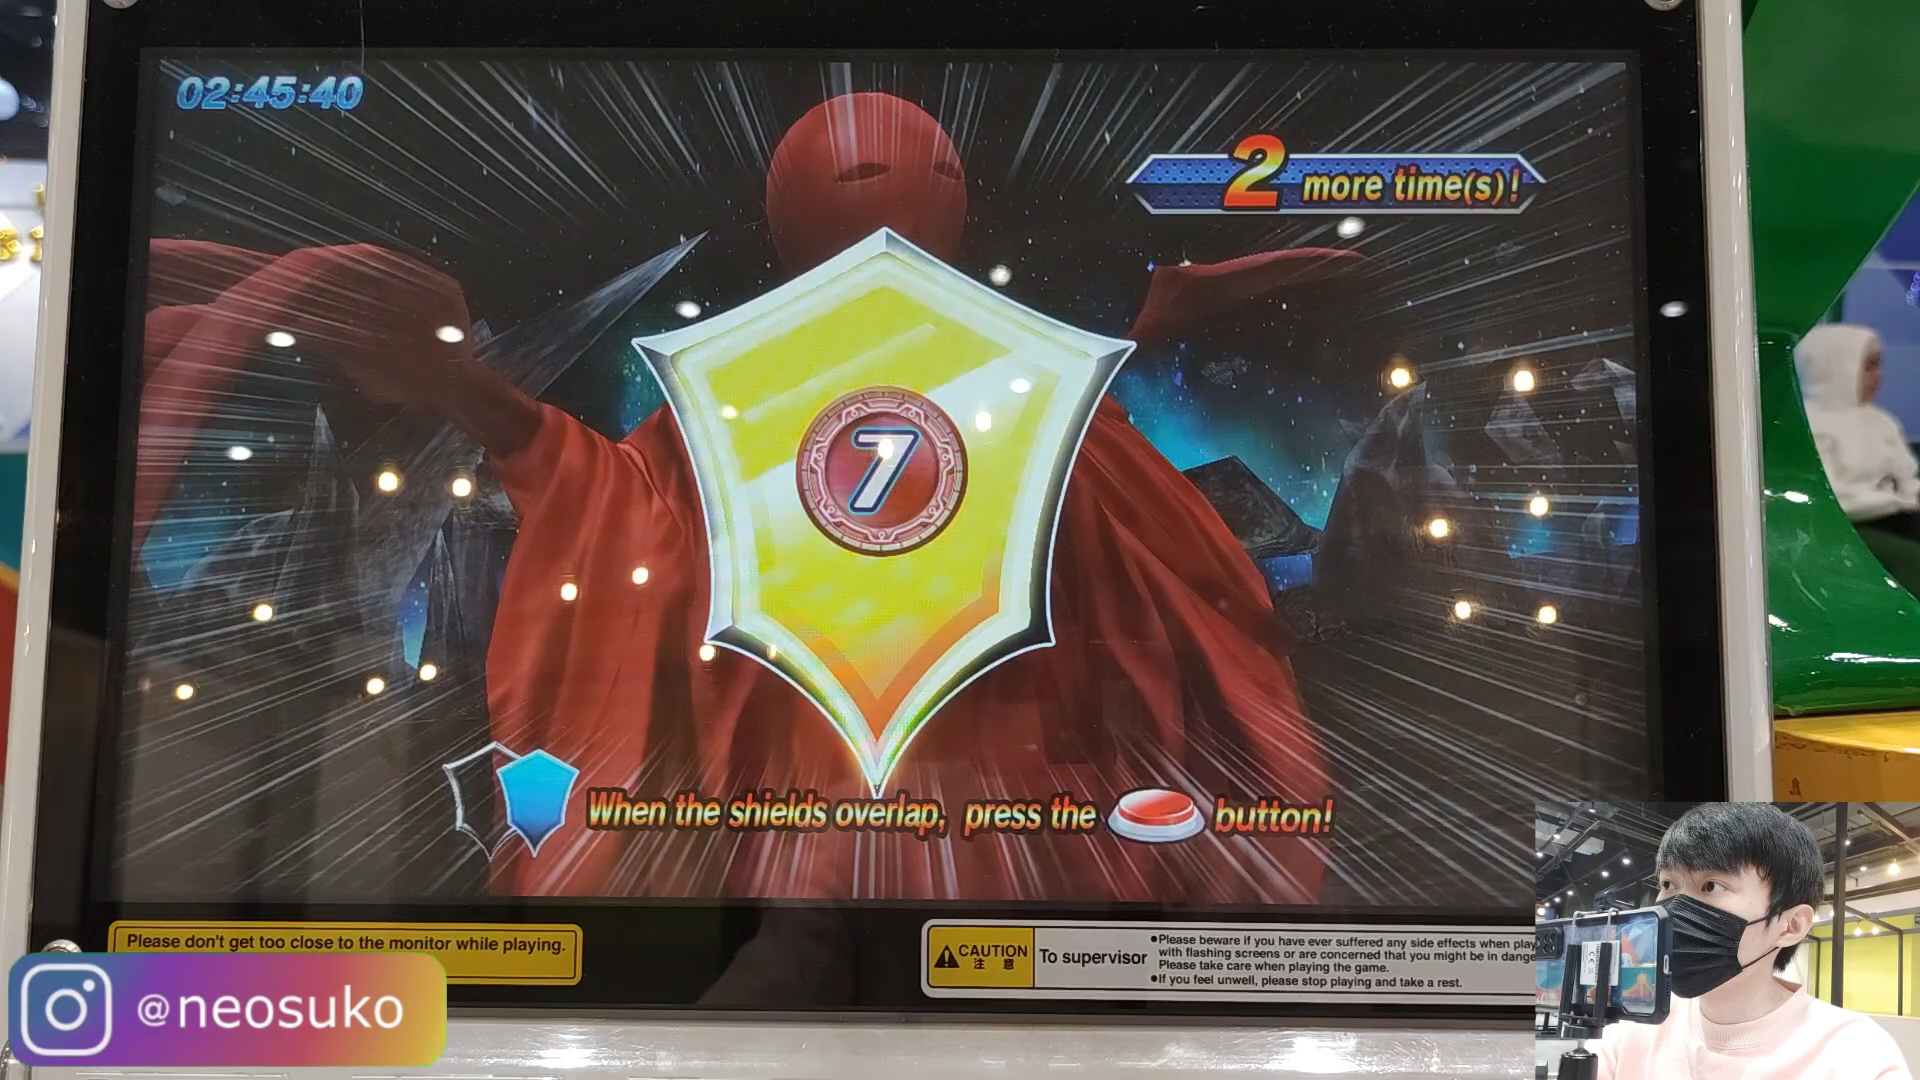 02:45:40
2 more time(s)!
7
When the shields overlap, press the button!
Please don't get too close to the monitor while playing.
CAUTION
注 意
To supervisor
•Please beware if you have ever suffered any side effects when play
with flashing screens or are concerned that you might be in dange
Please take care when playing the game.
•If you feel unwell, please stop playing and take a rest.
@neosuko